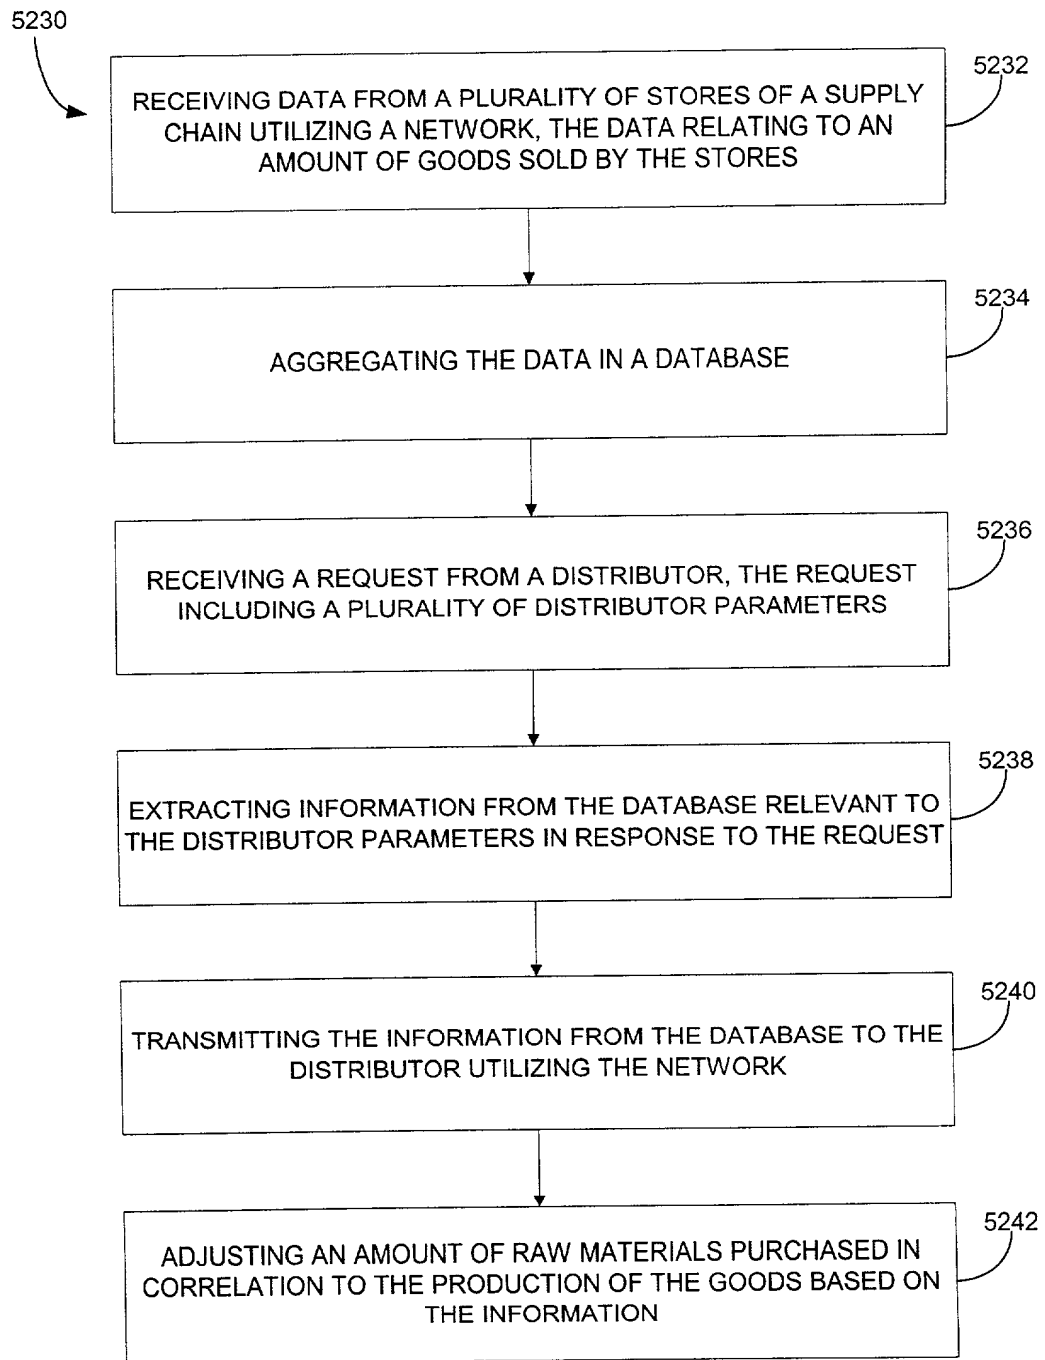 5230
5232
RECEIVING DATA FROM A PLURALITY OF STORES OF A SUPPLY
CHAIN UTILIZING A NETWORK, THE DATA RELATING TO AN
AMOUNT OF GOODS SOLD BY THE STORES
5234
AGGREGATING THE DATA IN A DATABASE
5236
RECEIVING A REQUEST FROM A DISTRIBUTOR, THE REQUEST
INCLUDING A PLURALITY OF DISTRIBUTOR PARAMETERS
5238
EXTRACTING INFORMATION FROM THE DATABASE RELEVANT TO
THE DISTRIBUTOR PARAMETERS IN RESPONSE TO THE REQUEST
5240
TRANSMITTING THE INFORMATION FROM THE DATABASE TO THE
DISTRIBUTOR UTILIZING THE NETWORK
5242
ADJUSTING AN AMOUNT OF RAW MATERIALS PURCHASED IN
CORRELATION TO THE PRODUCTION OF THE GOODS BASED ON
THE INFORMATION